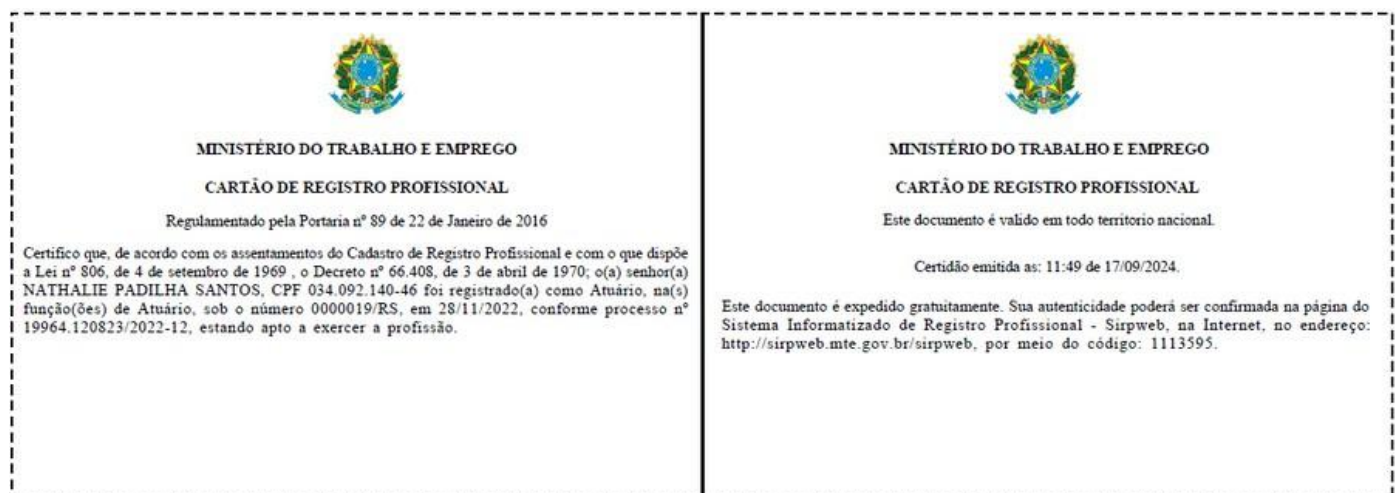 MINISTÉRIO DO TRABALHO E EMPREGO
CARTÃO DE REGISTRO PROFISSIONAL
Regulamentado pela Portaria nº 89 de 22 de Janeiro de 2016
Certifico que, de acordo com os assentamentos do Cadastro de Registro Profissional e com o que dispõe
a Lei nº 806, de 4 de setembro de 1969 , o Decreto nº 66.408, de 3 de abril de 1970; o(a) senhor(a)
NATHALIE PADILHA SANTOS, CPF 034.092.140-46 foi registrado(a) como Atuário, na(s)
função(ões) de Atuário, sob o número 0000019/RS, em 28/11/2022, conforme processo nº
19964.120823/2022-12, estando apto a exercer a profissão.
MINISTÉRIO DO TRABALHO E EMPREGO
CARTÃO DE REGISTRO PROFISSIONAL
Este documento é valido em todo territorio nacional.
Certidão emitida as: 11:49 de 17/09/2024.
Este documento é expedido gratuitamente. Sua autenticidade poderá ser confirmada na página do
Sistema Informatizado de Registro Profissional - Sirpweb, na Internet, no endereço:
http://sirpweb.mte.gov.br/sirpweb, por meio do código: 1113595.